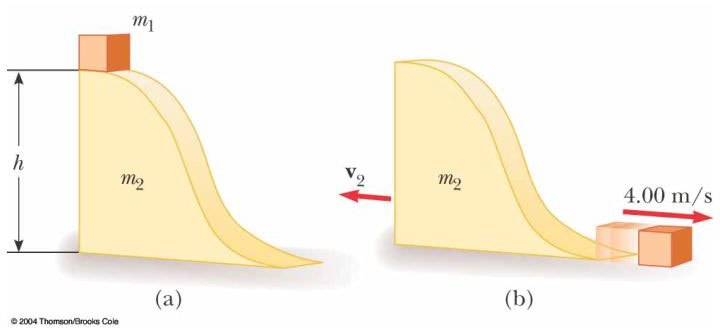 m1
h
m2
(a)
v2
m2
4.00 m/s
(b)
© 2004 Thomson/Brooks Cole